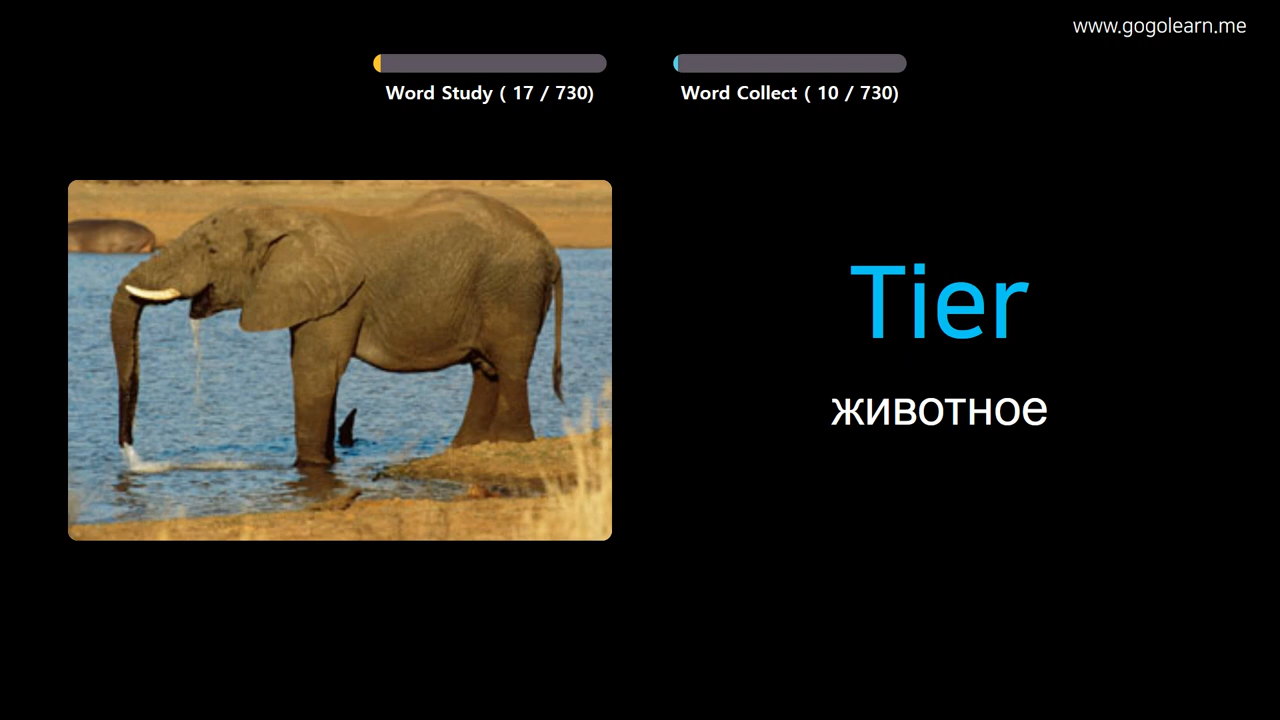 www.gogolearn.me
Word Study ( 17 / 730)
Word Collect ( 10 / 730)
Tier
животное